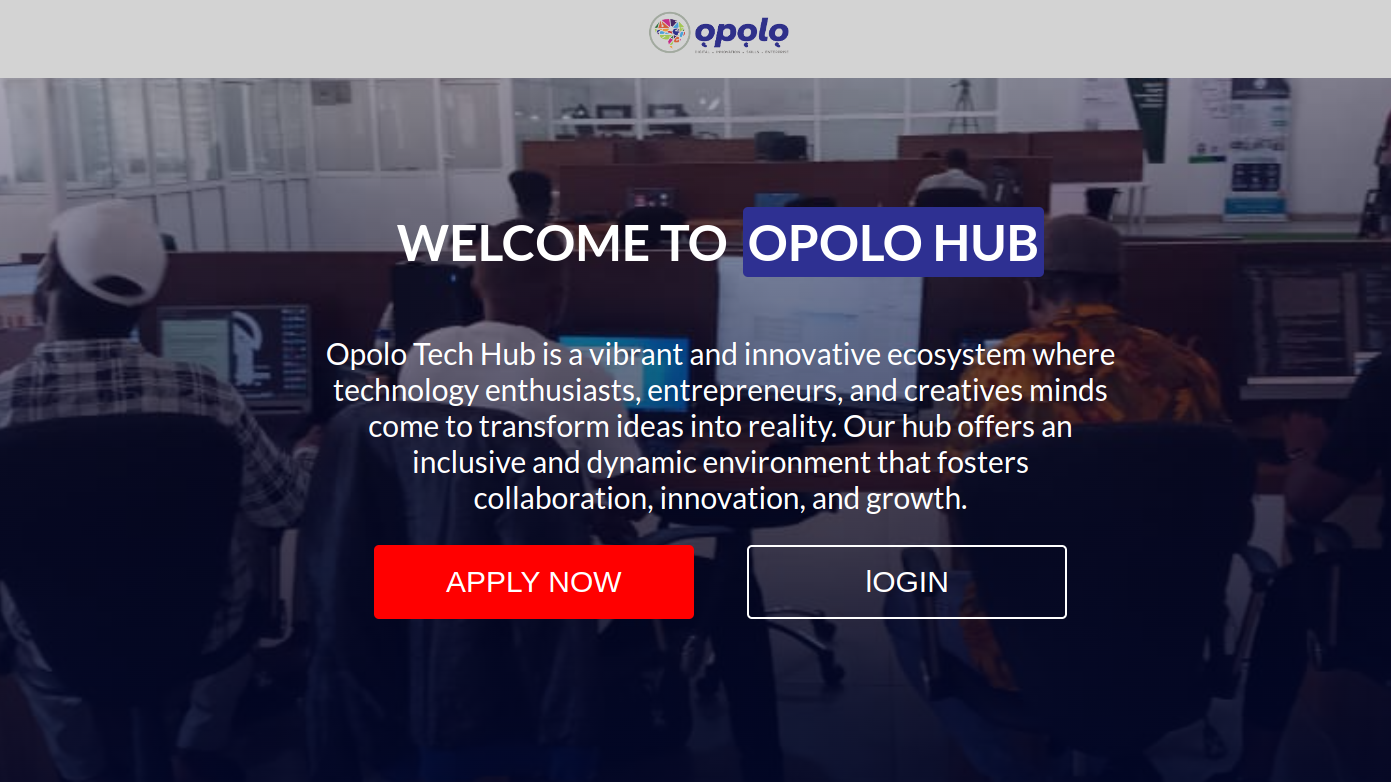 opolo
WELCOME TO OPOLO HUB
Opolo Tech Hub is a vibrant and innovative ecosystem where
technology enthusiasts, entrepreneurs, and creatives minds
come to transform ideas into reality. Our hub offers an
inclusive and dynamic environment that fosters
collaboration, innovation, and growth.
APPLY NOW
lOGIN